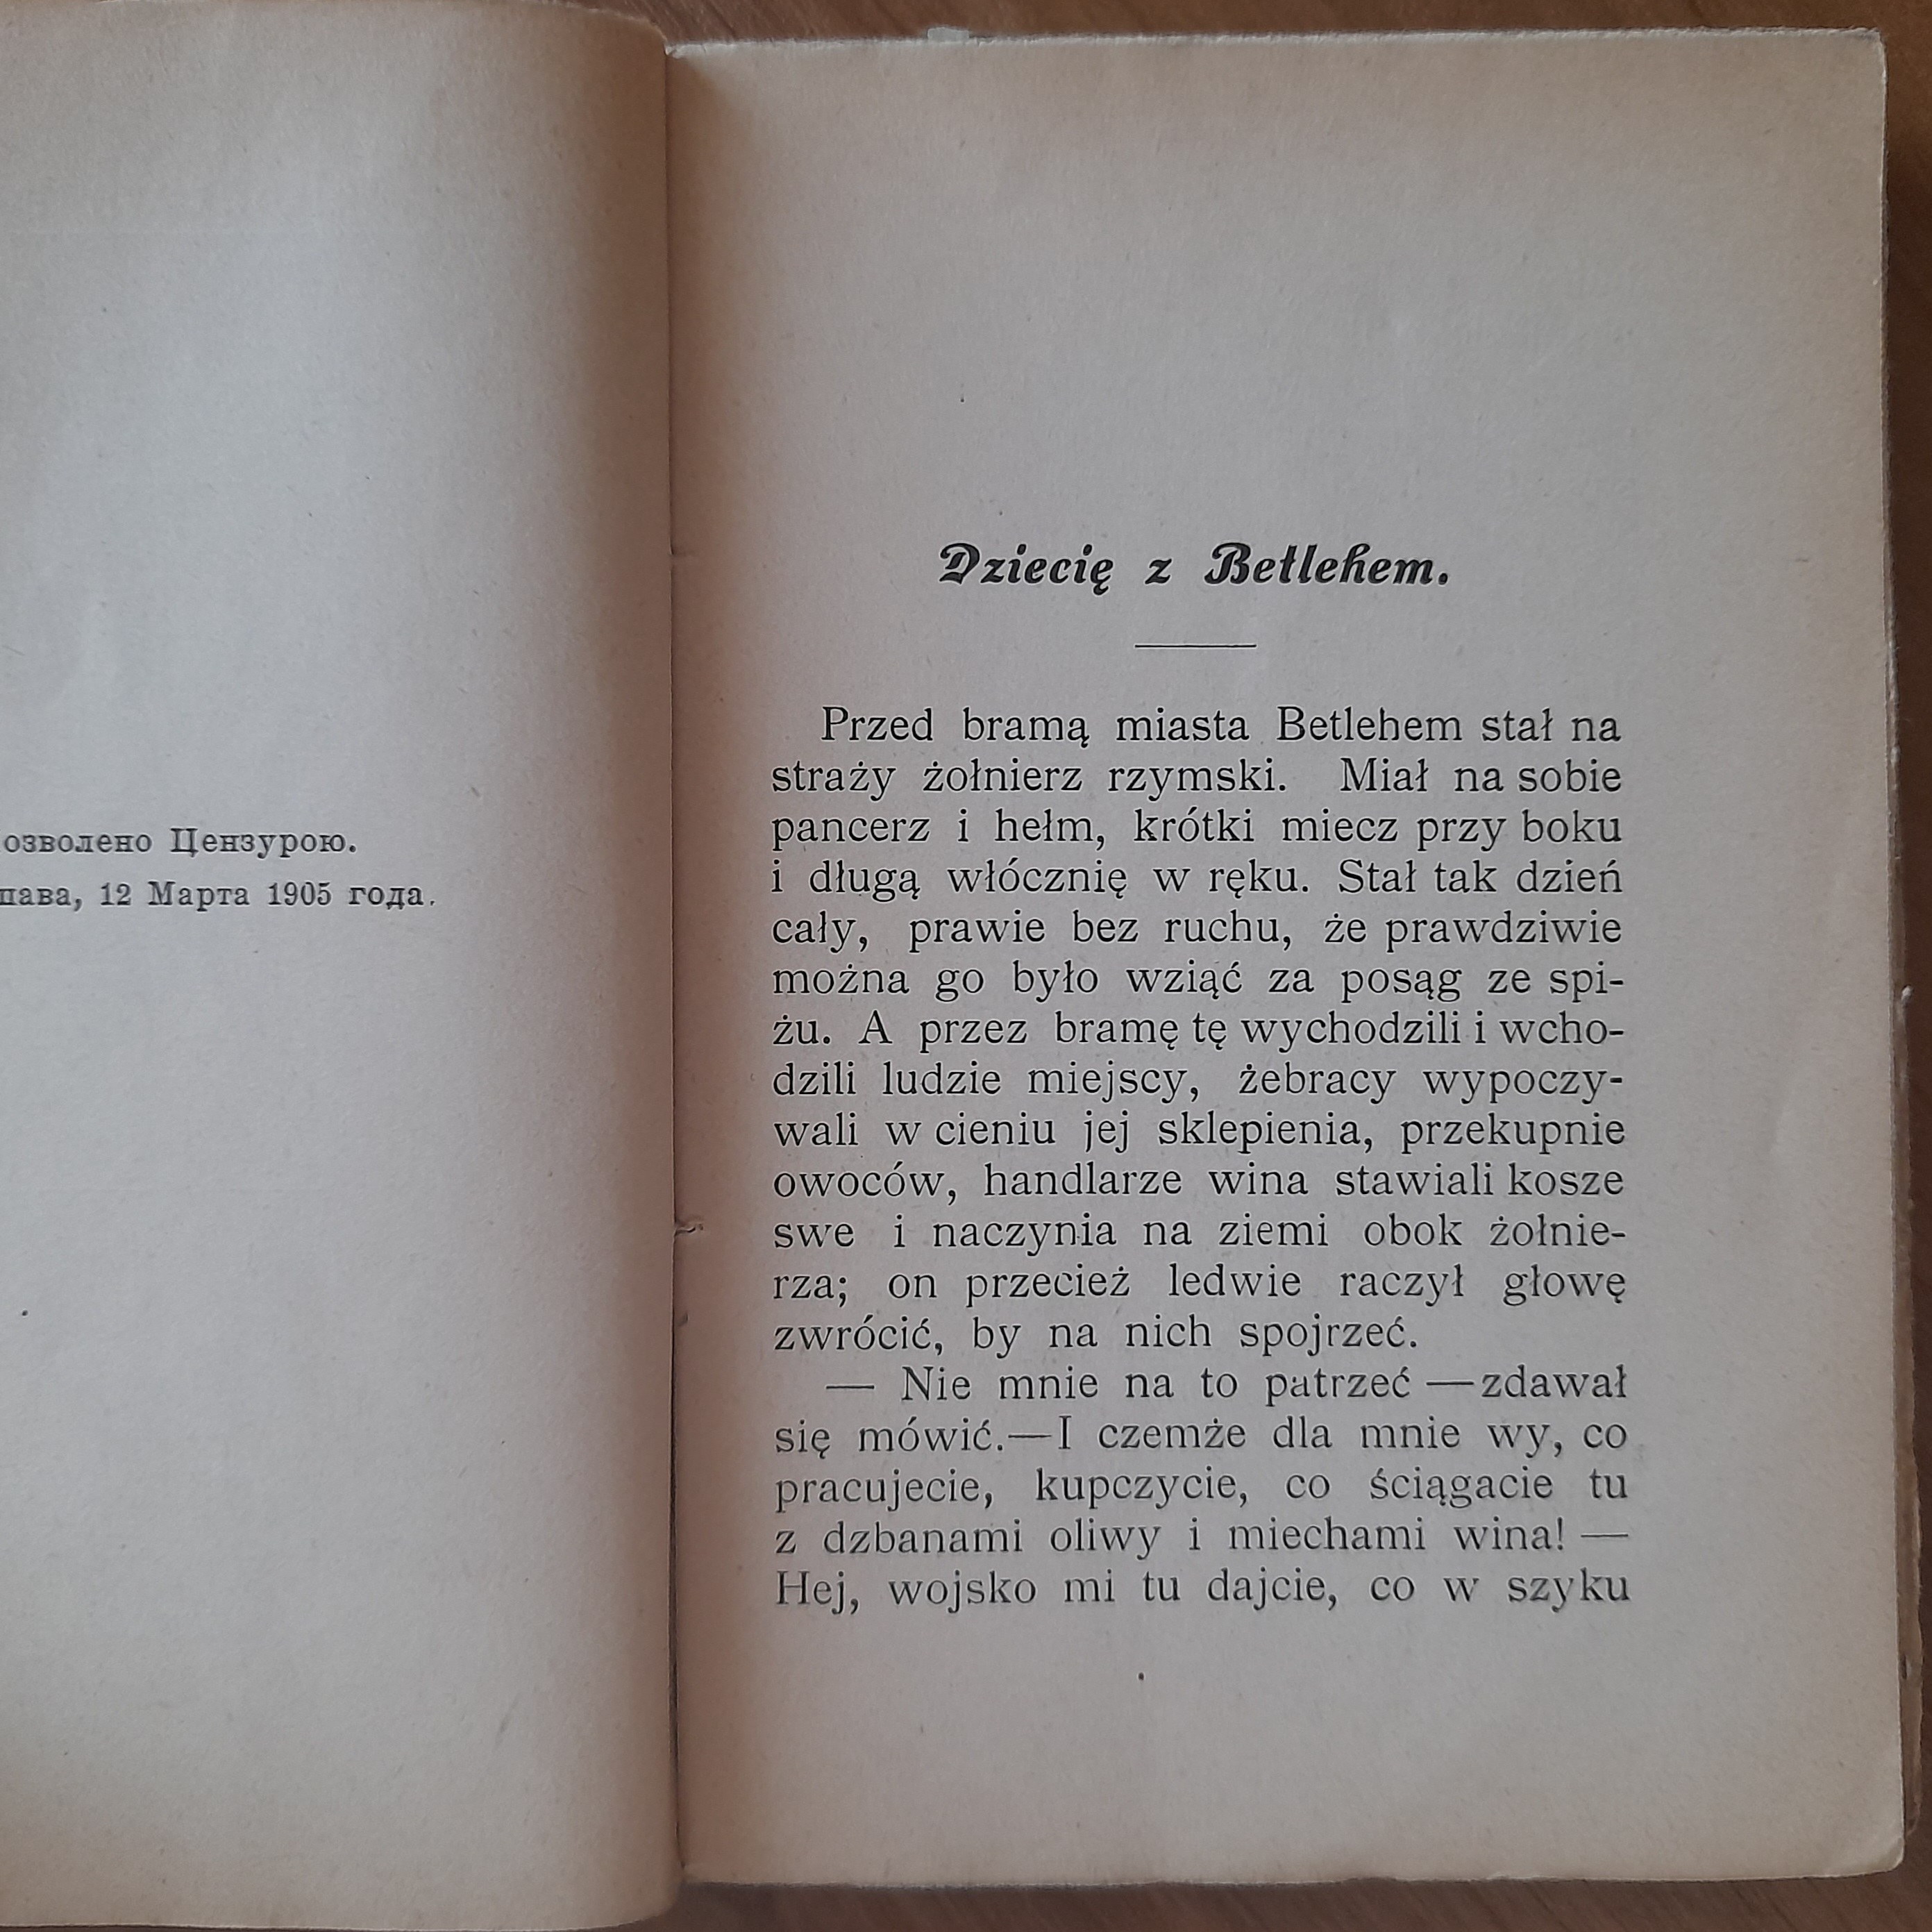 Цензурою.
12 Марта 1905 года.
Dziecię z Betlehem.
Przed bramą miasta Betlehem stał na
straży żołnierz rzymski. Miał na sobie
pancerz i hełm, krótki miecz przy boku
i długą włócznię w ręku. Stał tak dzień
cały, prawie bez ruchu, że prawdziwie
można go było wziąć za posąg ze spi-
żu. A przez bramę tę wychodzili i wcho-
dzili ludzie miejscy, żebracy wypoczy-
wali w cieniu jej sklepienia, przekupnie
owoców, handlarze wina stawiali kosze
swe i naczynia na ziemi obok żołnie-
rza; on przecież ledwie raczył głowę
zwrócić, by na nich spojrzeć.
— Nie mnie na to patrzeć — zdawał
się mówić. — I czemże dla mnie wy, co
pracujecie, kupczycie, co ściągacie tu
z dzbanami oliwy i miechami wina! —
Hej, wojsko mi tu dajcie, co w szyku